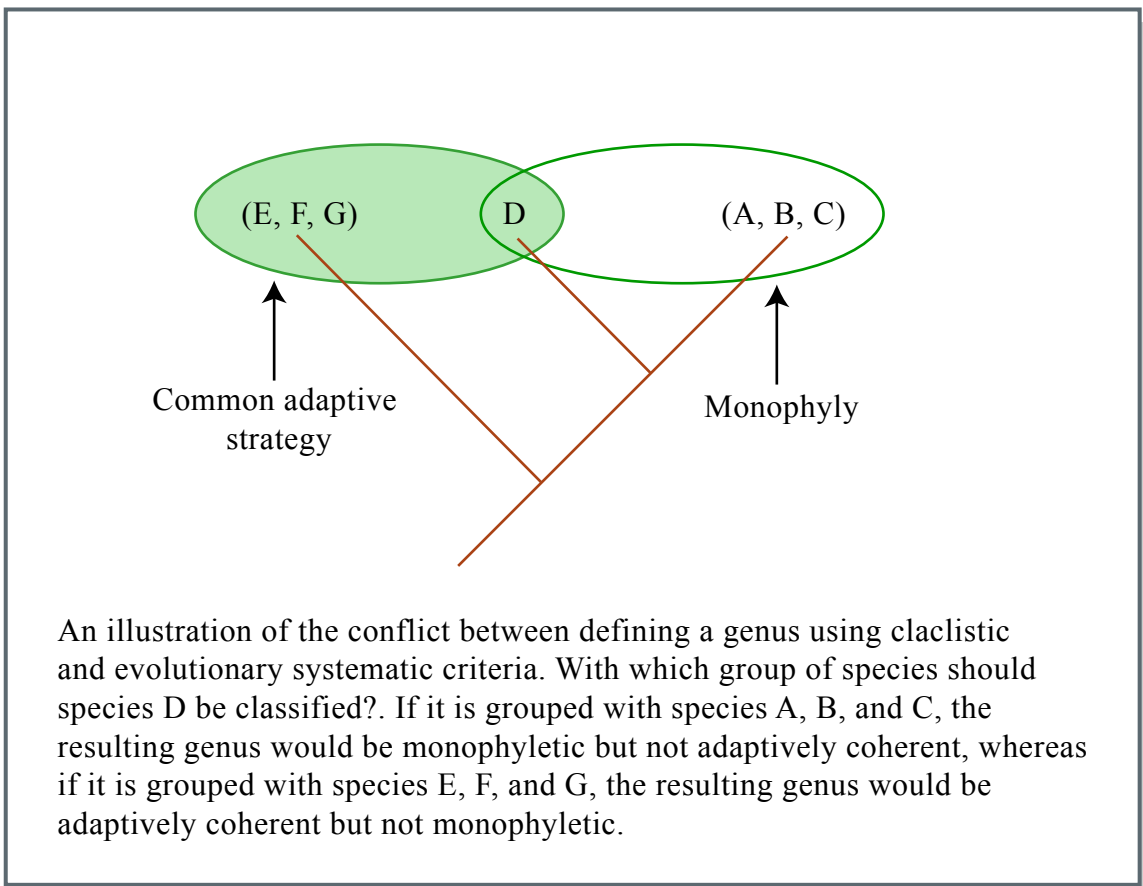 (E, F, G) D (A, B, C)
Common adaptive
strategy
Monophyly
An illustration of the conflict between defining a genus using claclistic
and evolutionary systematic criteria. With which group of species should
species D be classified?. If it is grouped with species A, B, and C, the
resulting genus would be monophyletic but not adaptively coherent, whereas
if it is grouped with species E, F, and G, the resulting genus would be
adaptively coherent but not monophyletic.